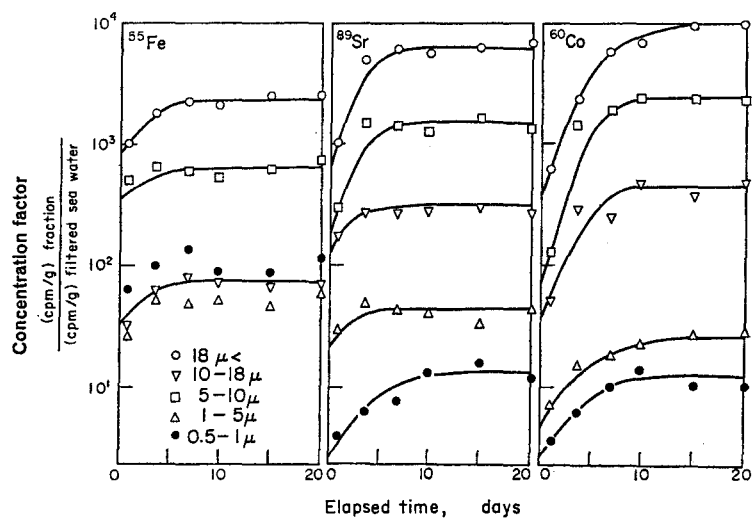 ⁵⁵Fe
⁸⁹Sr
⁶⁰Co
10⁴
10³
10²
10¹
Concentration factor
(cpm/g) fraction
(cpm/g) filtered sea water
18 μ<
10-18 μ
5-10 μ
1-5 μ
0.5-1 μ
0 10 20
0 10 20
0 10 20
Elapsed time, days